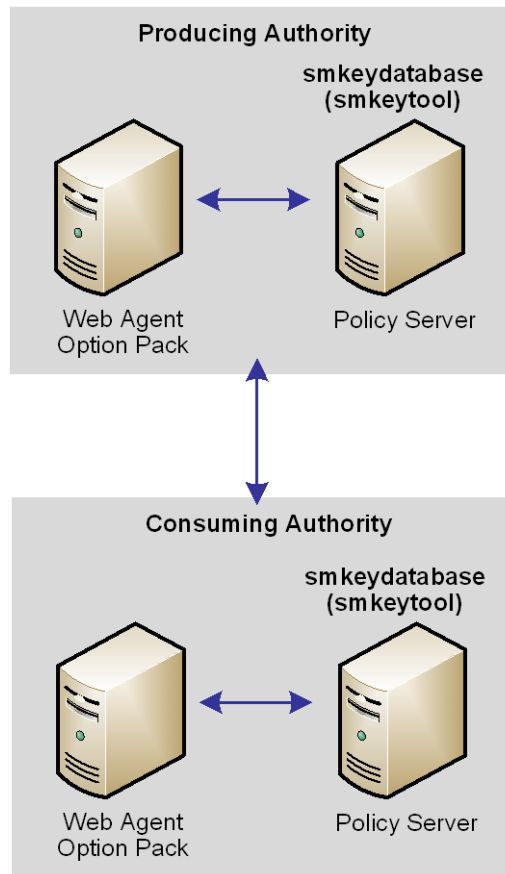 Producing Authority
smkeydatabase
(smkeytool)
Web Agent
Option Pack
Policy Server
Consuming Authority
smkeydatabase
(smkeytool)
Web Agent
Option Pack
Policy Server